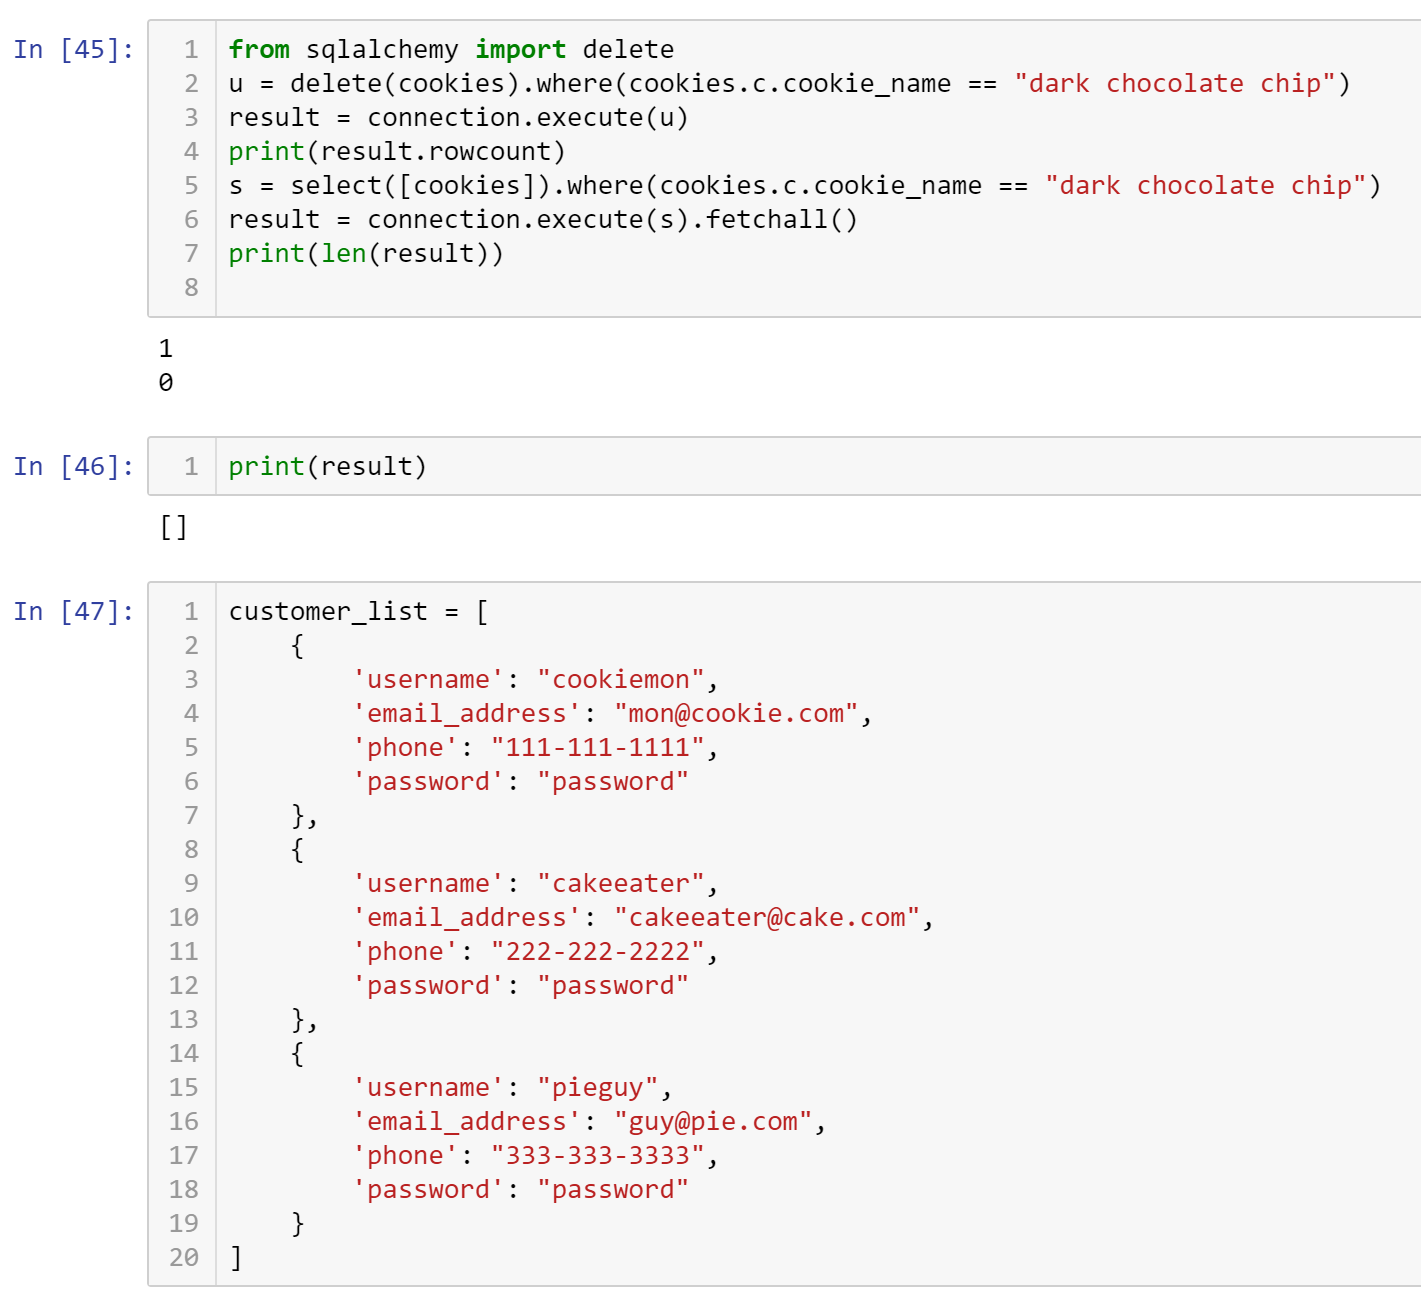 In [45]:
1 from sqlalchemy import delete
2 u = delete(cookies).where(cookies.c.cookie_name == "dark chocolate chip")
3 result = connection.execute(u)
4 print(result.rowcount)
5 s = select([cookies]).where(cookies.c.cookie_name == "dark chocolate chip")
6 result = connection.execute(s).fetchall()
7 print(len(result))
8
1
0
In [46]:
1 print(result)
[]
In [47]:
1 customer_list = [
2     {
3         'username': "cookiemon",
4         'email_address': "mon@cookie.com",
5         'phone': "111-111-1111",
6         'password': "password"
7     },
8     {
9         'username': "cakeeater",
10         'email_address': "cakeeater@cake.com",
11         'phone': "222-222-2222",
12         'password': "password"
13     },
14     {
15         'username': "pieguy",
16         'email_address': "guy@pie.com",
17         'phone': "333-333-3333",
18         'password': "password"
19     }
20 ]